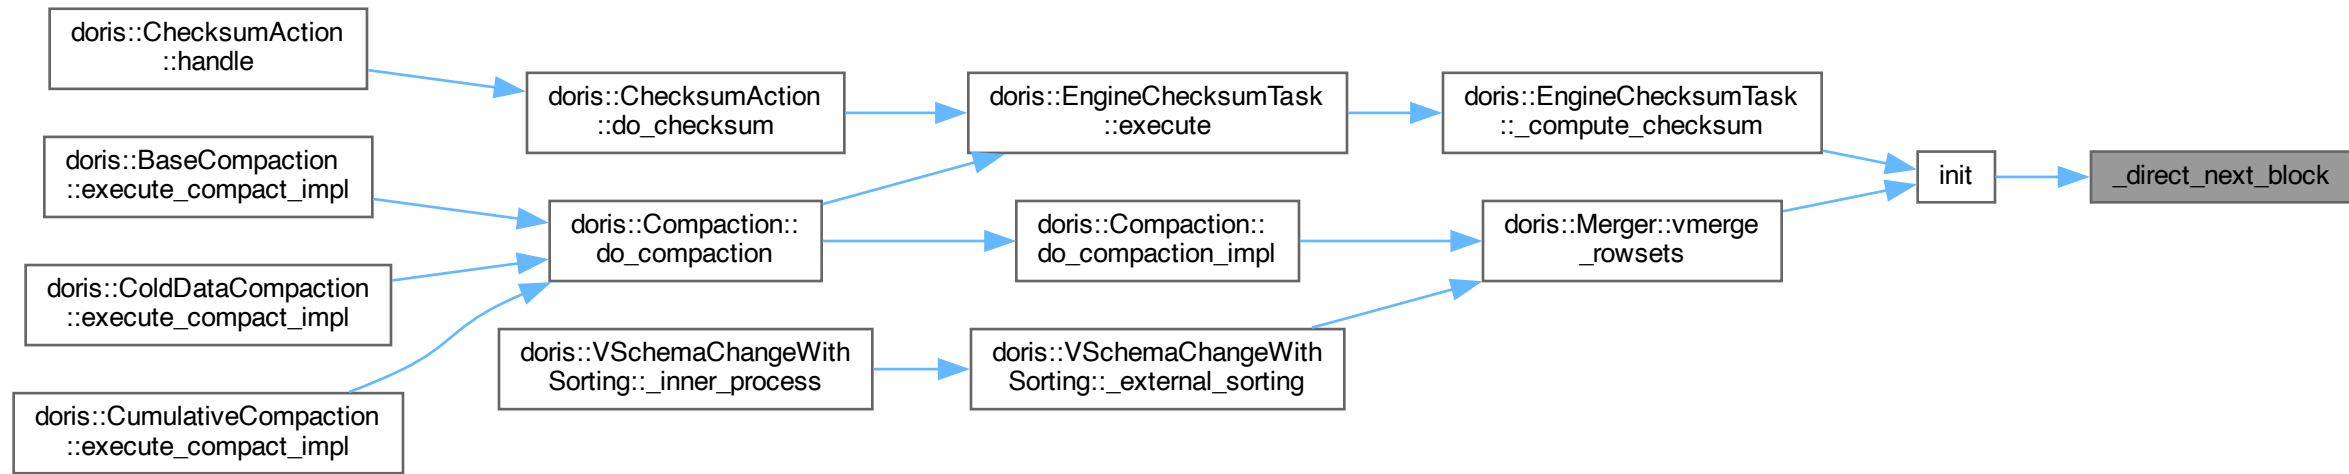 doris::ChecksumAction
::handle
doris::BaseCompaction
::execute_compact_impl
doris::ColdDataCompaction
::execute_compact_impl
doris::CumulativeCompaction
::execute_compact_impl
doris::ChecksumAction
::do_checksum
doris::Compaction::
do_compaction
doris::VSchemaChangeWith
Sorting::_inner_process
doris::EngineChecksumTask
::execute
doris::Compaction::
do_compaction_impl
doris::VSchemaChangeWith
Sorting::_external_sorting
doris::EngineChecksumTask
::_compute_checksum
doris::Merger::vmerge
_rowsets
init
_direct_next_block